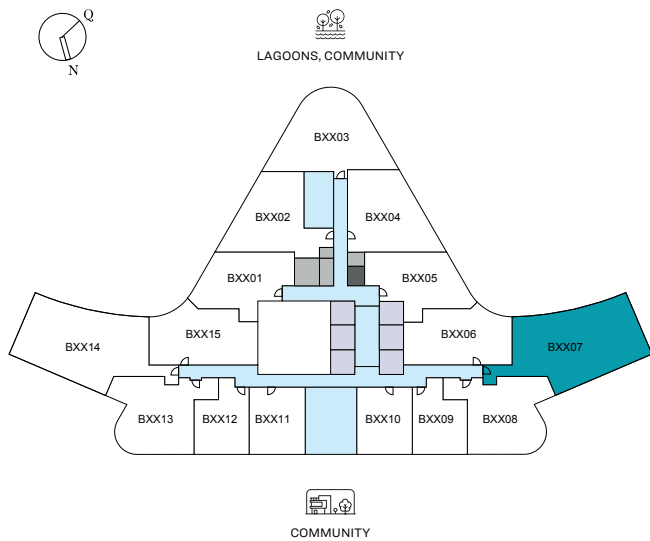 Q
N
LAGOONS, COMMUNITY
BXX03
BXX02
BXX04
BXX01
BXX05
BXX14
BXX15
BXX06
BXX07
BXX13
BXX12
BXX11
BXX10
BXX09
BXX08
COMMUNITY